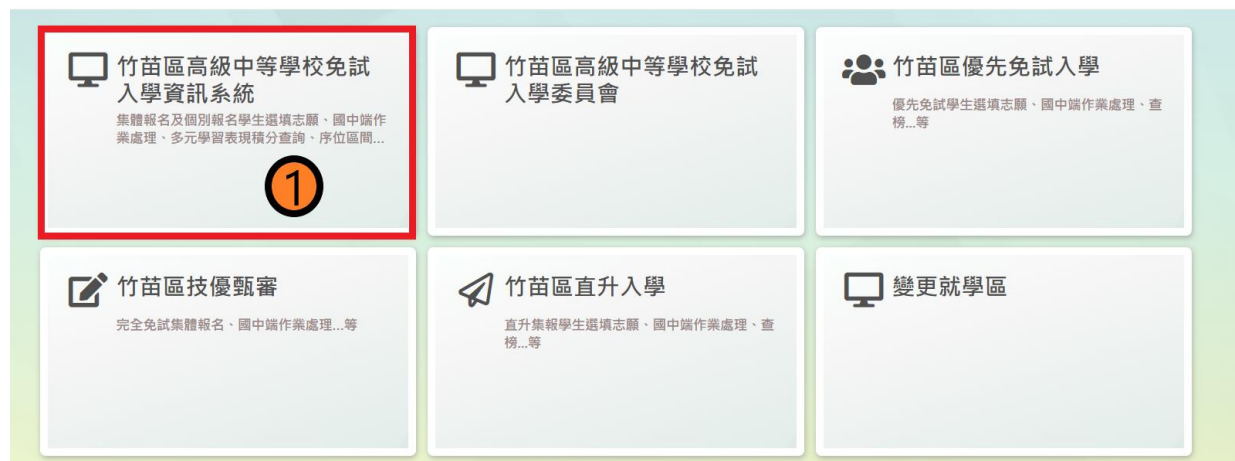 竹苗區高級中等學校免試
入學資訊系統
集體報名及個別報名學生選填志願、國中端作
業處理、多元學習表現積分查詢、序位區間...
1
竹苗區高級中等學校免試
入學委員會
竹苗區優先免試入學
優先免試學生選填志願、國中端作業處理、查
榜...等
竹苗區技優甄審
完全免試集體報名、國中端作業處理...等
竹苗區直升入學
直升集報學生選填志願、國中端作業處理、查
榜...等
變更就學區